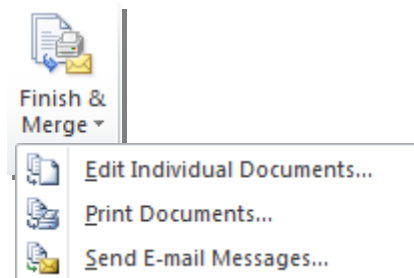 Finish &
Merge
Edit Individual Documents...
Print Documents...
Send E-mail Messages...